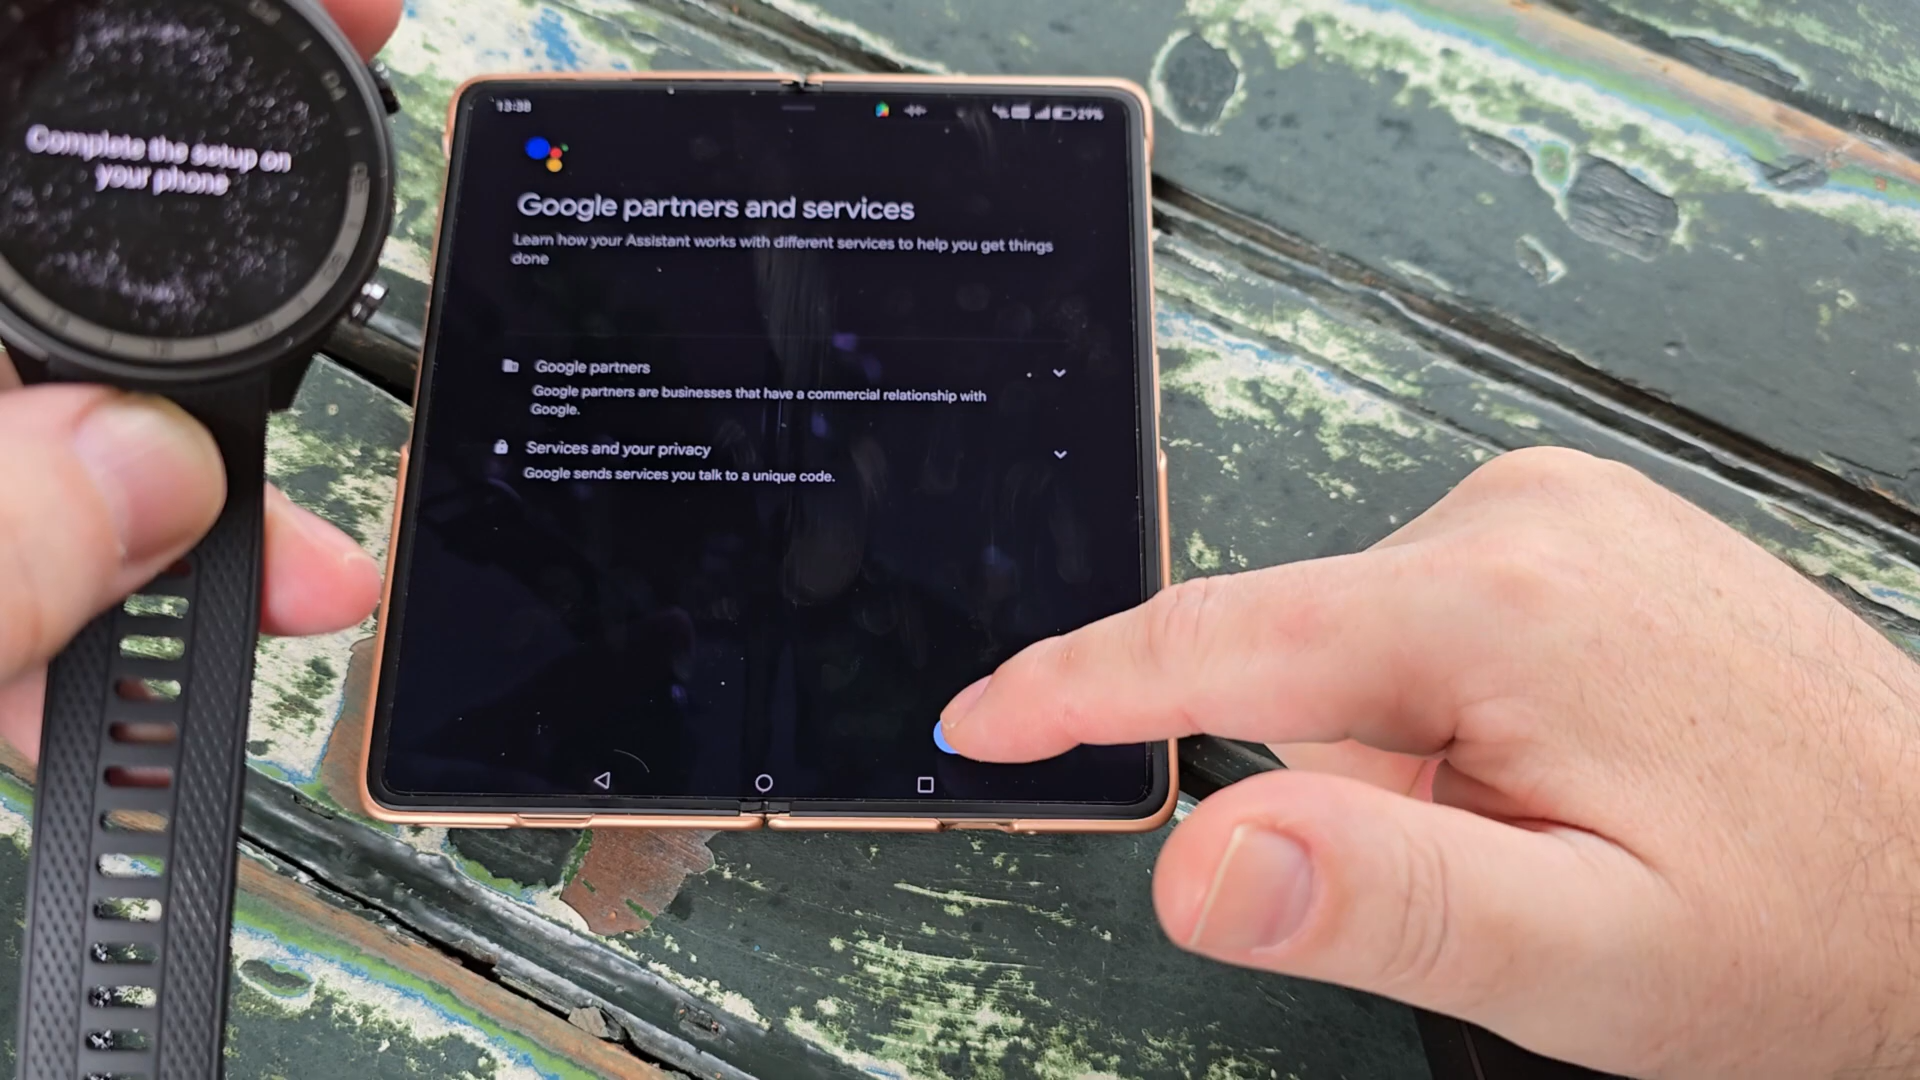 Complete the setup on
your phone
13:38
29%
Google partners and services
Learn how your Assistant works with different services to help you get things
done
Google partners
Google partners are businesses that have a commercial relationship with
Google.
Services and your privacy
Google sends services you talk to a unique code.